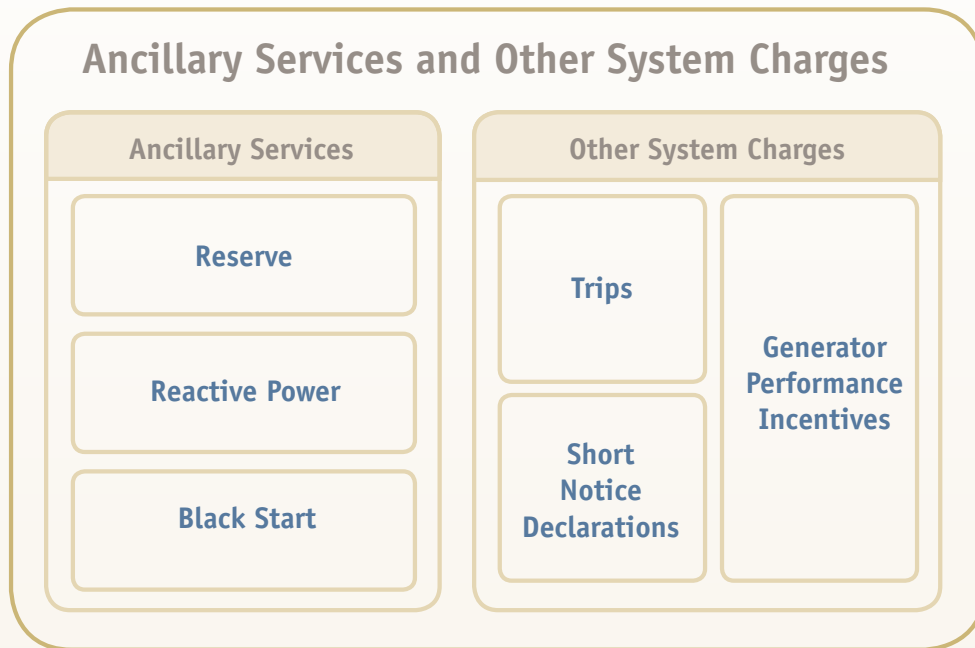 Ancillary Services and Other System Charges
Ancillary Services
Reserve
Reactive Power
Black Start
Other System Charges
Trips
Short
Notice
Declarations
Generator
Performance
Incentives